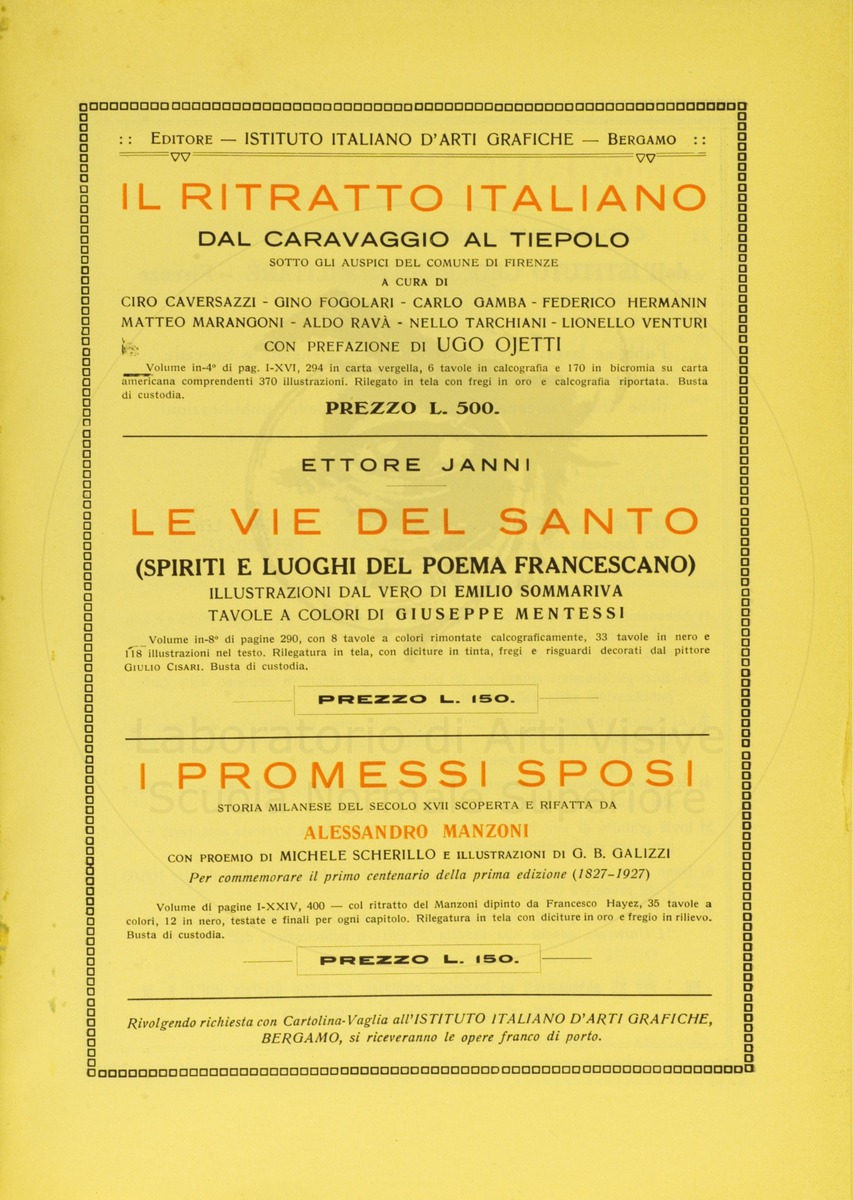 :: EDITORE — ISTITUTO ITALIANO D'ARTI GRAFICHE — BERGAMO ::
IL RITRATTO ITALIANO
DAL CARAVAGGIO AL TIEPOLO
SOTTO GLI AUSPICI DEL COMUNE DI FIRENZE
A CURA DI
CIRO CAVERSAZZI - GINO FOGOLARI - CARLO GAMBA - FEDERICO HERMANIN
MATTEO MARANGONI - ALDO RAVÀ - NELLO TARCHIANI - LIONELLO VENTURI
CON PREFAZIONE DI UGO OJETTI
Volume in-4° di pag. I-XVI, 294 in carta vergella, 6 tavole in calcografia e 170 in bicromia su carta
americana comprendenti 370 illustrazioni. Rilegato in tela con fregi in oro e calcografia riportata. Busta
di custodia.
PREZZO L. 500.
ETTORE JANNI
LE VIE DEL SANTO
(SPIRITI E LUOGHI DEL POEMA FRANCESCANO)
ILLUSTRAZIONI DAL VERO DI EMILIO SOMMARIVA
TAVOLE A COLORI DI GIUSEPPE MENTESSI
Volume in-8° di pagine 290, con 8 tavole a colori rimontate calcograficamente, 33 tavole in nero e
118 illustrazioni nel testo. Rilegatura in tela, con diciture in tinta, fregi e risguardi decorati dal pittore
GIULIO CISARI. Busta di custodia.
PREZZO L. 150.
Laboratorio di Arti Visive
I PROMESSI SPOSI
Scuola Normale Superiore
STORIA MILANESE DEL SECOLO XVII SCOPERTA E RIFATTA DA
ALESSANDRO MANZONI
CON PROEMIO DI MICHELE SCHERILLO E ILLUSTRAZIONI DI G. B. GALIZZI
Per commemorare il primo centenario della prima edizione (1827-1927)
Volume di pagine I-XXIV, 400 — col ritratto del Manzoni dipinto da Francesco Hayez, 35 tavole a
colori, 12 in nero, testate e finali per ogni capitolo. Rilegatura in tela con diciture in oro e fregio in rilievo.
Busta di custodia.
PREZZO L. 150.
Rivolgendo richiesta con Cartolina-Vaglia all'ISTITUTO ITALIANO D'ARTI GRAFICHE,
BERGAMO, si riceveranno le opere franco di porto.